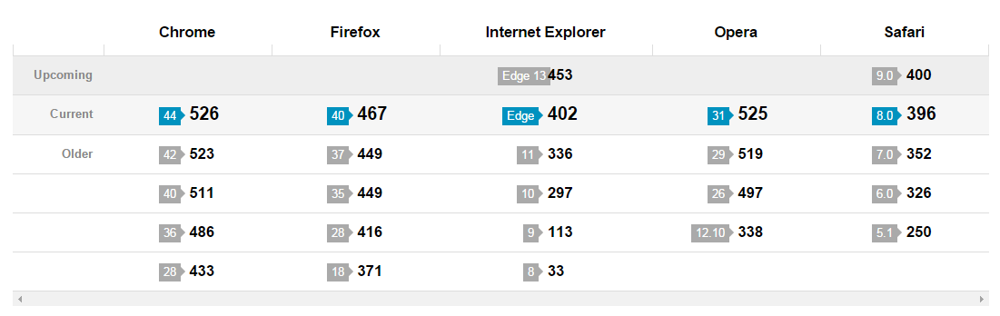 Chrome Firefox Internet Explorer Opera Safari
Upcoming Edge 13 453 9.0 400
Current 44 526 40 467 Edge 402 31 525 8.0 396
Older 42 523 37 449 11 336 29 519 7.0 352
40 511 35 449 10 297 26 497 6.0 326
36 486 28 416 9 113 12.10 338 5.1 250
28 433 18 371 8 33